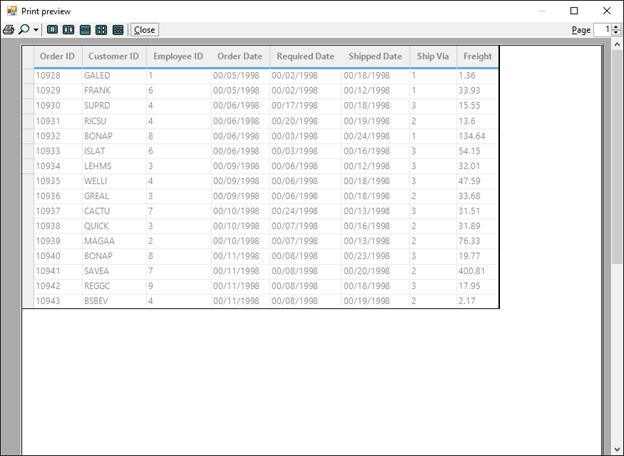 Print preview
Close
Page 1
Order ID Customer ID Employee ID Order Date Required Date Shipped Date Ship Via Freight
10928 GALED 1 00/05/1998 00/02/1998 00/18/1998 1 1.36
10929 FRANK 6 00/05/1998 00/02/1998 00/12/1998 1 33.93
10930 SUPRD 4 00/06/1998 00/17/1998 00/18/1998 3 15.55
10931 RICSU 4 00/06/1998 00/20/1998 00/19/1998 2 13.6
10932 BONAP 8 00/06/1998 00/03/1998 00/24/1998 1 134.64
10933 ISLAT 6 00/06/1998 00/03/1998 00/16/1998 3 54.15
10934 LEHMS 3 00/09/1998 00/06/1998 00/12/1998 3 32.01
10935 WELLI 4 00/09/1998 00/06/1998 00/18/1998 3 47.59
10936 GREAL 3 00/09/1998 00/06/1998 00/18/1998 2 33.68
10937 CACTU 7 00/10/1998 00/24/1998 00/13/1998 3 31.51
10938 QUICK 3 00/10/1998 00/07/1998 00/16/1998 2 31.89
10939 MAGAA 2 00/10/1998 00/07/1998 00/13/1998 2 76.33
10940 BONAP 8 00/11/1998 00/08/1998 00/23/1998 3 19.77
10941 SAVEA 7 00/11/1998 00/08/1998 00/20/1998 2 400.81
10942 REGGC 9 00/11/1998 00/08/1998 00/18/1998 3 17.95
10943 BSBEV 4 00/11/1998 00/08/1998 00/19/1998 2 2.17